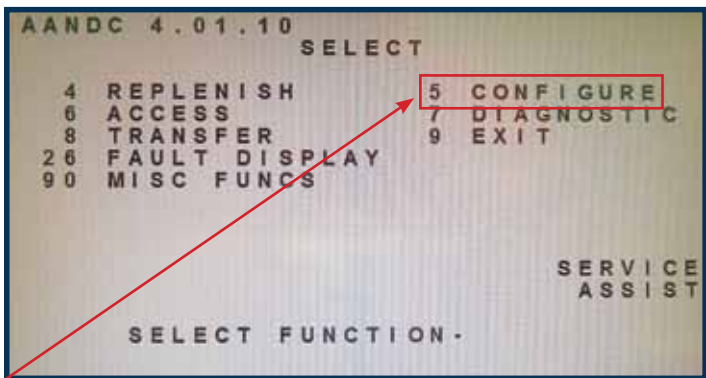 AANDC 4.01.10
SELECT
4 REPLENISH 5 CONFIGURE
6 ACCESS 7 DIAGNOSTIC
8 TRANSFER 9 EXIT
26 FAULT DISPLAY
90 MISC FUNCS
SERVICE
ASSIST
SELECT FUNCTION-